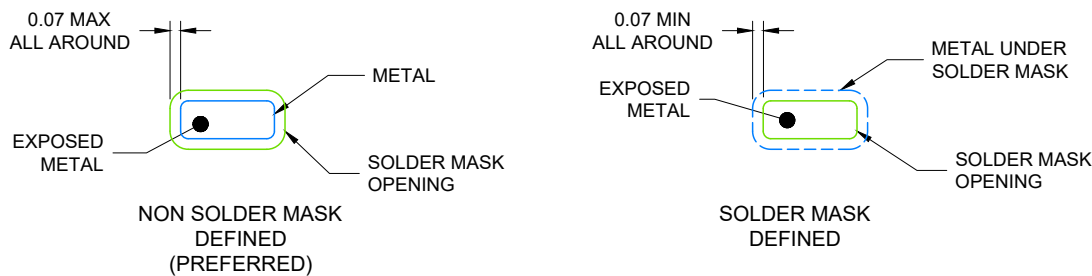 0.07 MAX
ALL AROUND
METAL
EXPOSED
METAL
SOLDER MASK
OPENING
NON SOLDER MASK
DEFINED
(PREFERRED)
0.07 MIN
ALL AROUND
METAL UNDER
SOLDER MASK
EXPOSED
METAL
SOLDER MASK
OPENING
SOLDER MASK
DEFINED